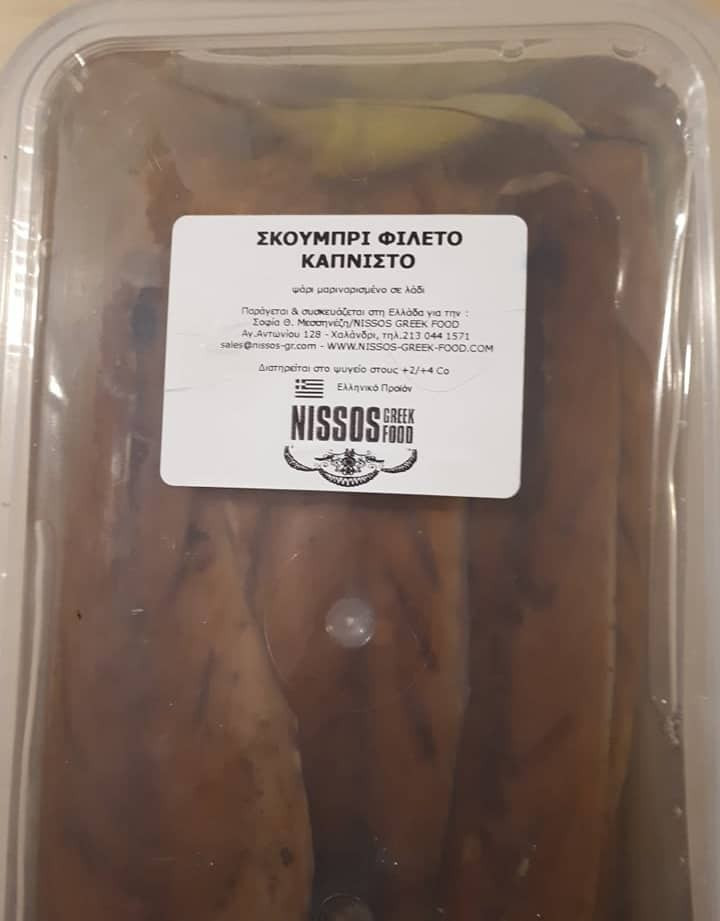 ΣΚΟΥΜΠΡΙ ΦΙΛΕΤΟ
ΚΑΠΝΙΣΤΟ
ψάρι μαριναρισμένο σε λάδι
Παράγεται & συσκευάζεται στη Ελλάδα για την :
Σοφία Θ. Μεσσηνέζη/NISSOS GREEK FOOD
Αγ.Αντωνίου 128 - Χαλάνδρι, τηλ.213 044 1571
sales@nissos-gr.com - WWW.NISSOS-GREEK-FOOD.COM
Διατηρείται στο ψυγείο στους +2/+4 Co
Ελληνικό Προϊόν
NISSOS GREEK FOOD